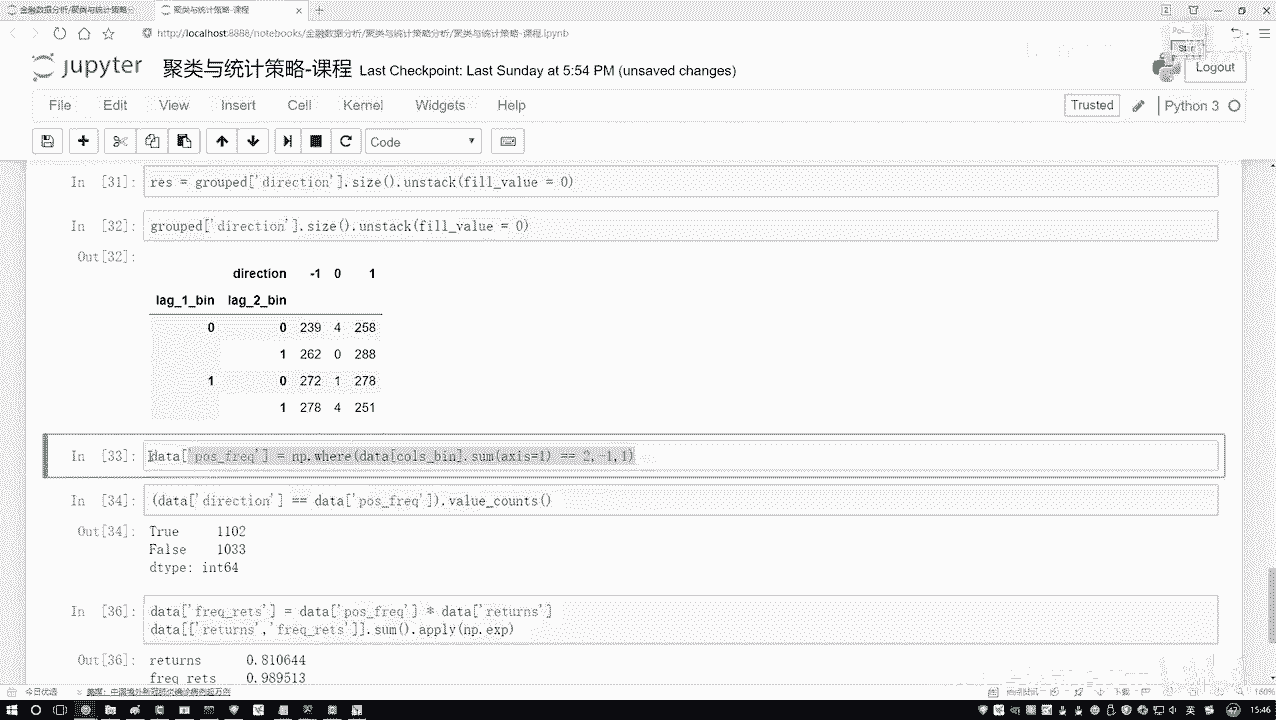 金融数据分析/聚类与统计策略分
聚类与统计策略-课程
http://localhost:8888/notebooks/金融数据分析/聚类与统计策略分析/聚类与统计策略-课程.ipynb
jupyter 聚类与统计策略-课程 Last Checkpoint: Last Sunday at 5:54 PM (unsaved changes)
Logout
File Edit View Insert Cell Kernel Widgets Help
Trusted
Python 3
Code
In [31]: res = grouped['direction'].size().unstack(fill_value = 0)
In [32]: grouped['direction'].size().unstack(fill_value = 0)
Out[32]:
direction -1 0 1
lag_1_bin lag_2_bin
0 0 239 4 258
1 262 0 288
1 0 272 1 278
1 278 4 251
In [33]: data['pos_freq'] = np.where(data[cols_bin].sum(axis=1) == 2,-1,1)
In [34]: (data['direction'] == data['pos_freq']).value_counts()
Out[34]: True 1102
False 1033
dtype: int64
In [36]: data['freq_rets'] = data['pos_freq'] * data['returns']
data[['returns','freq_rets']].sum().apply(np.exp)
Out[36]: returns 0.810644
freq_rets 0.989513
今日优选
160%
英
15:46